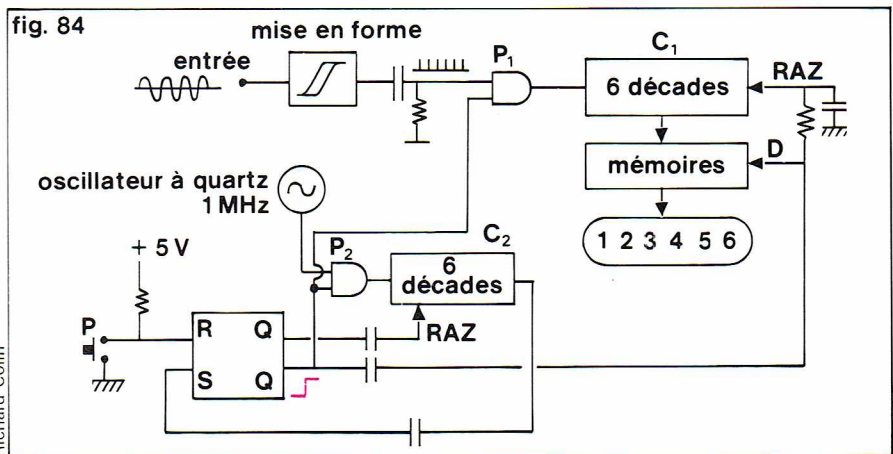 fig. 84
mise en forme
entrée
P₁
C₁
RAZ
6 décades
D
mémoires
1 2 3 4 5 6
oscillateur à quartz
1 MHz
P₂
C₂
6
décades
+ 5 V
RAZ
P
R Q
S Q